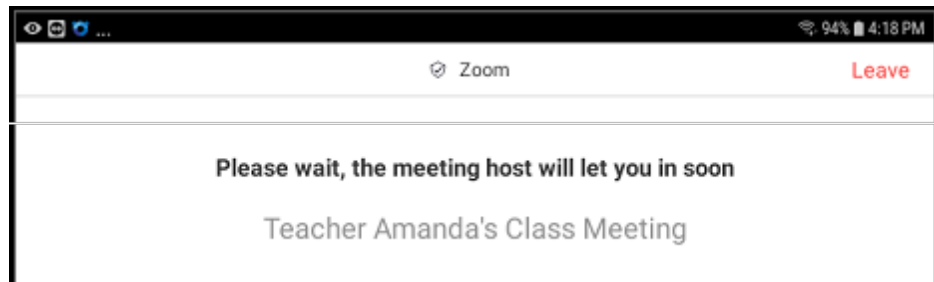 ... 94% 4:18 PM
Zoom Leave
Please wait, the meeting host will let you in soon
Teacher Amanda's Class Meeting